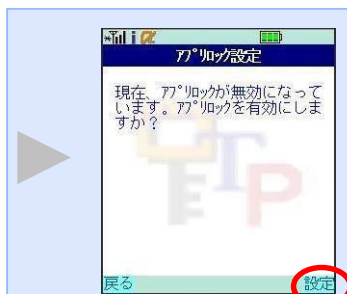 ｱﾌﾟﾘﾛｯｸ設定
現在、ｱﾌﾟﾘﾛｯｸが無効になって
います。ｱﾌﾟﾘﾛｯｸを有効にしま
すか？
TP
戻る 設定